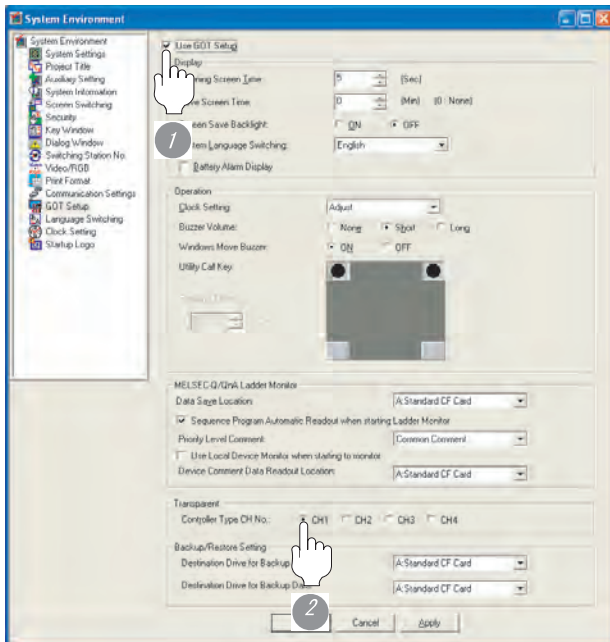 System Environment
System Environment
System Settings
Project Title
Auxiliary Setting
System Information
Screen Switching
Security
Key Window
Dialog Window
Switching Station No.
Video/RGB
Print Format
Communication Settings
GOT Setup
Language Switching
Clock Setting
Startup Logo
Use GOT Setup
Display
Screen Time: 5 (Sec)
Screen Time: 0 (Min) (0 : None)
Save Backlight: ON OFF
Language Switching: English
Battery Alarm Display
1
Operation
Clock Setting Adjust
Buzzer Volume: None Short Long
Windows Move Buzzer: ON OFF
Utility Call Key:
MELSEC-Q/QnA Ladder Monitor
Data Save Location: A:Standard CF Card
Sequence Program Automatic Readout when starting Ladder Monitor
Priority Level Comment: Common Comment
Use Local Device Monitor when starting to monitor
Device Comment Data Readout Location: A:Standard CF Card
Transparent
Controller Type CH No.: CH1 CH2 CH3 CH4
Backup/Restore Setting
Destination Drive for Backup A:Standard CF Card
Destination Drive for Backup Data: A:Standard CF Card
2
Cancel Apply